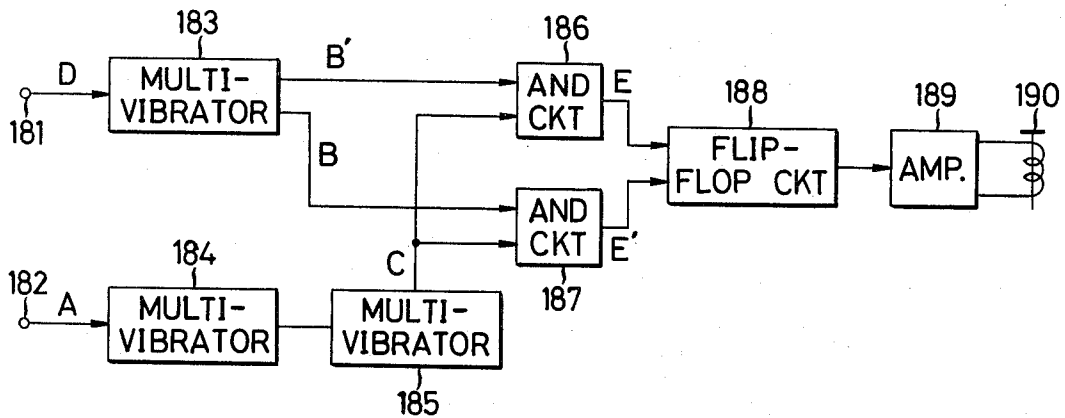 183
D
MULTI-
VIBRATOR
181
B'
B
186
AND
CKT
E
188
FLIP-
FLOP CKT
189
AMP.
190
AND
CKT
E'
187
182
A
184
MULTI-
VIBRATOR
C
MULTI-
VIBRATOR
185